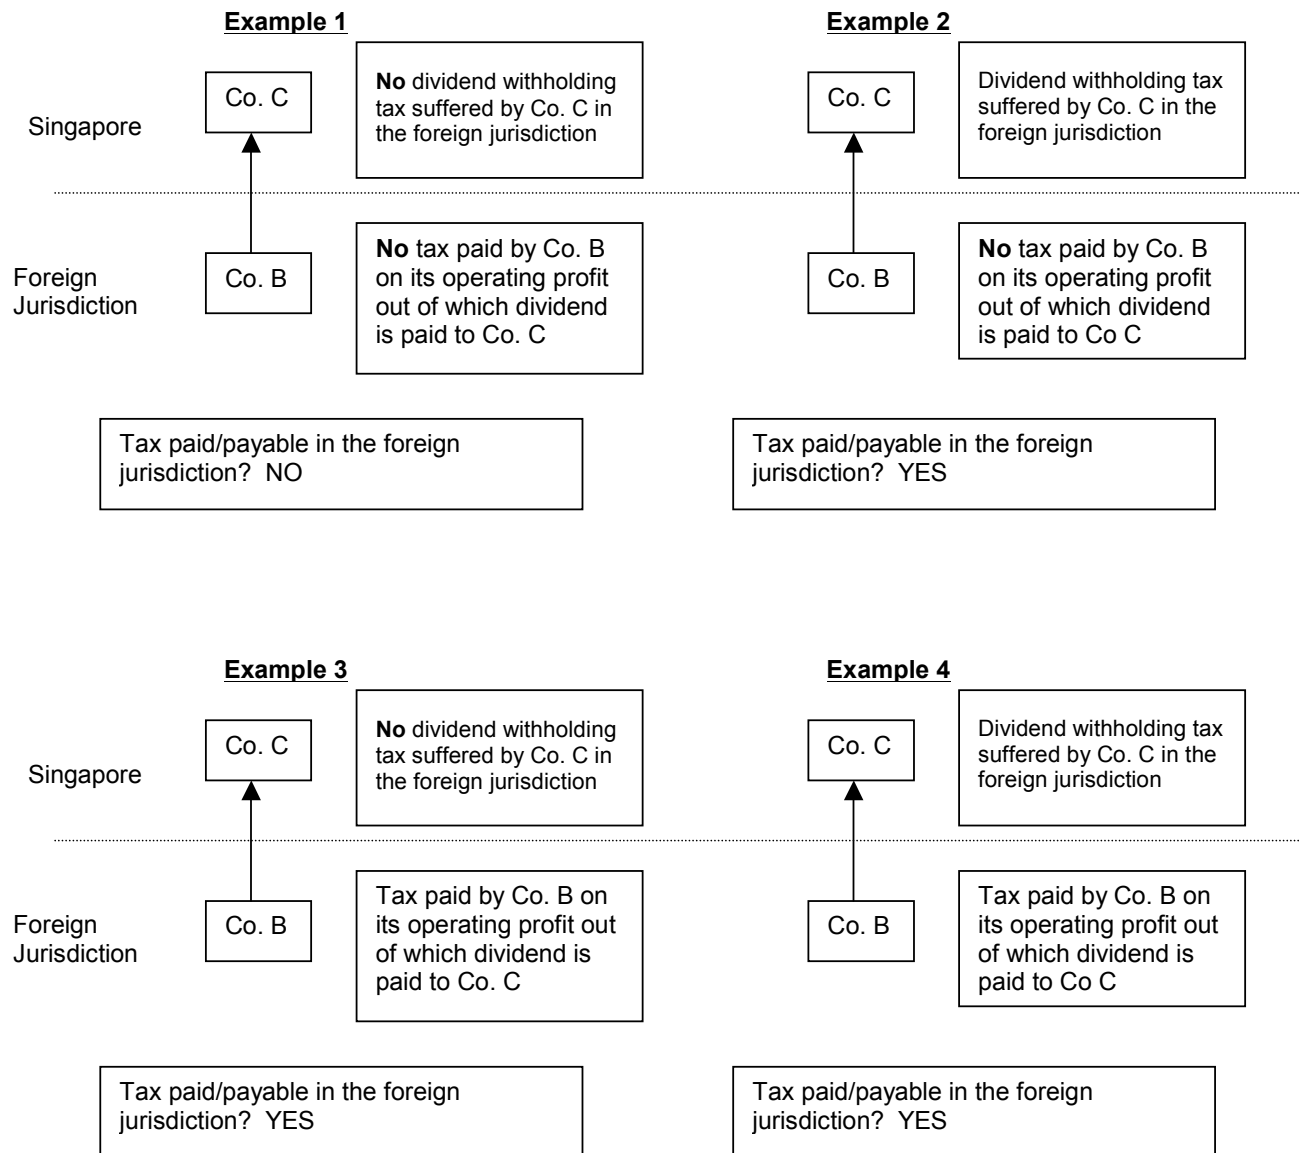 Example 1
Co. C
No dividend withholding
tax suffered by Co. C in
the foreign jurisdiction
Singapore
Co. B
No tax paid by Co. B
on its operating profit
out of which dividend
is paid to Co. C
Foreign
Jurisdiction
Tax paid/payable in the foreign
jurisdiction?  NO
Example 2
Co. C
Dividend withholding tax
suffered by Co. C in the
foreign jurisdiction
Co. B
No tax paid by Co. B
on its operating profit
out of which dividend
is paid to Co C
Tax paid/payable in the foreign
jurisdiction?  YES
Example 3
Co. C
No dividend withholding
tax suffered by Co. C in
the foreign jurisdiction
Singapore
Co. B
Tax paid by Co. B on
its operating profit out
of which dividend is
paid to Co. C
Foreign
Jurisdiction
Tax paid/payable in the foreign
jurisdiction?  YES
Example 4
Co. C
Dividend withholding tax
suffered by Co. C in the
foreign jurisdiction
Co. B
Tax paid by Co. B on
its operating profit out
of which dividend is
paid to Co C
Tax paid/payable in the foreign
jurisdiction?  YES